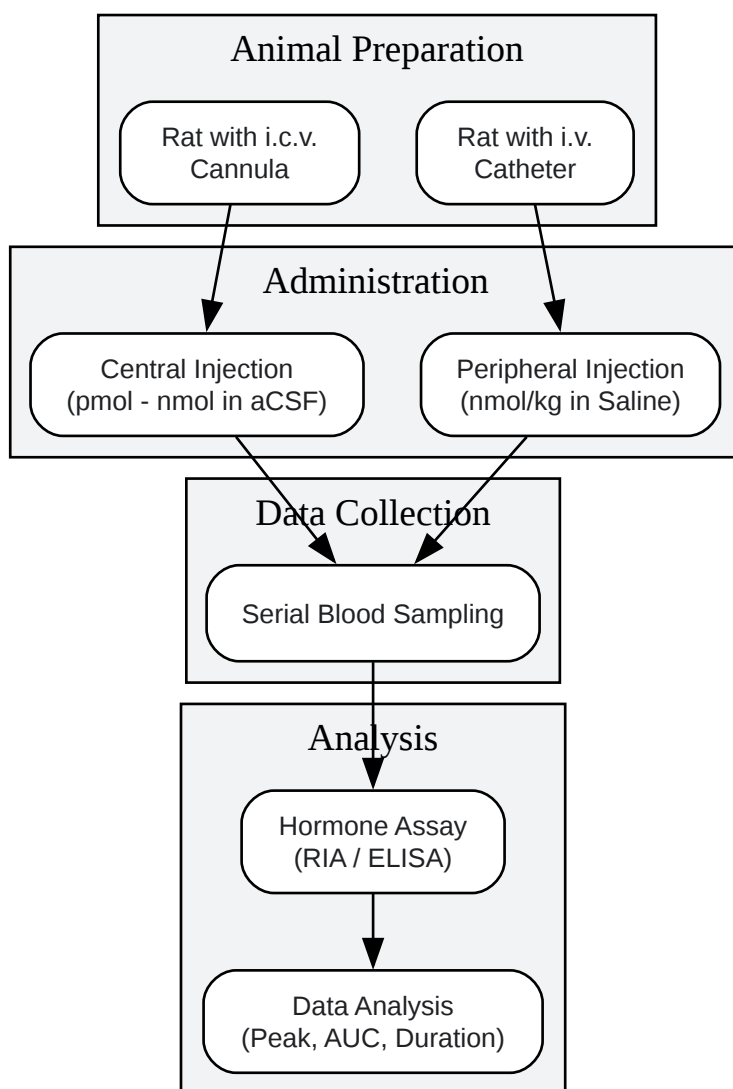 Animal Preparation
Rat with i.c.v.
Cannula
Rat with i.v.
Catheter
Administration
Central Injection
(pmol - nmol in aCSF)
Peripheral Injection
(nmol/kg in Saline)
Data Collection
Serial Blood Sampling
Analysis
Hormone Assay
(RIA / ELISA)
Data Analysis
(Peak, AUC, Duration)